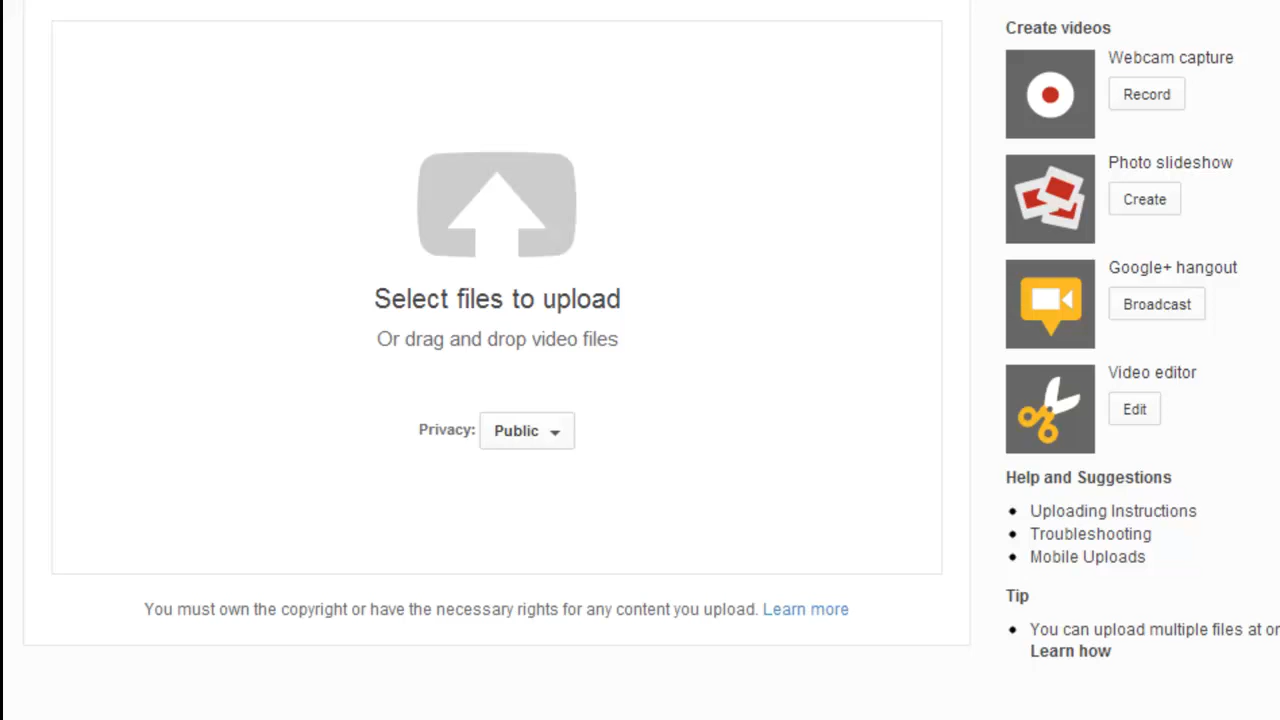 Select files to upload
Or drag and drop video files
Privacy: Public
You must own the copyright or have the necessary rights for any content you upload. Learn more
Create videos
Webcam capture
Record
Photo slideshow
Create
Google+ hangout
Broadcast
Video editor
Edit
Help and Suggestions
Uploading Instructions
Troubleshooting
Mobile Uploads
Tip
You can upload multiple files at
Learn how